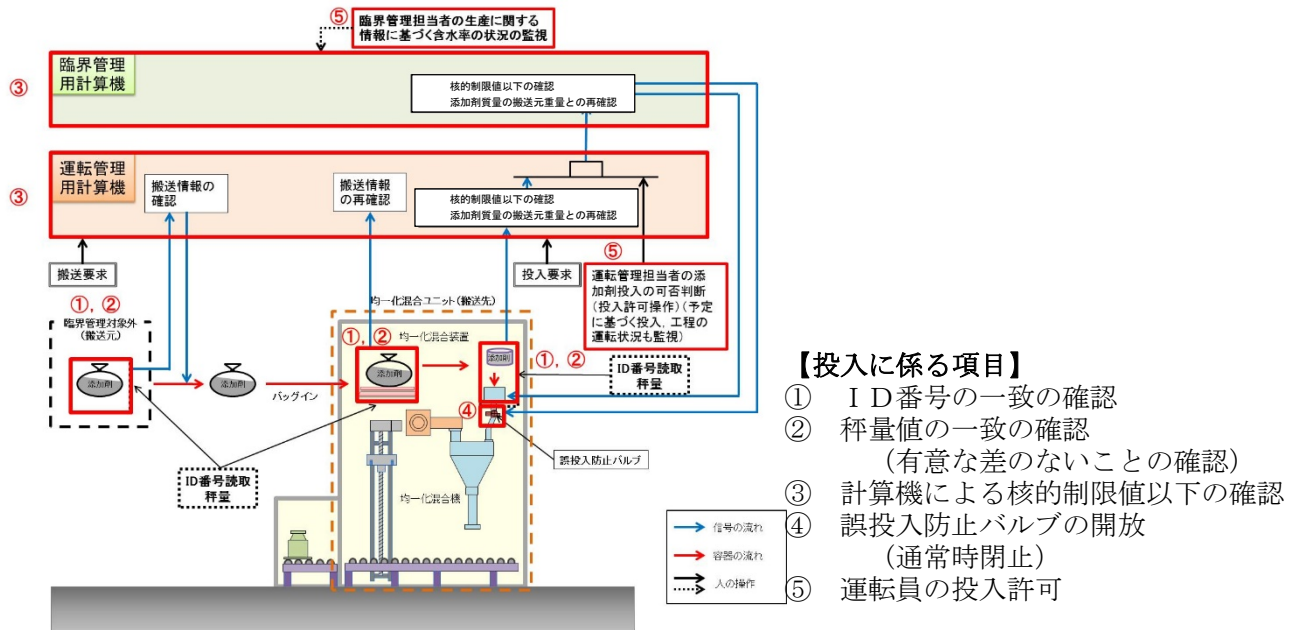 ⑤
臨界管理担当者の生産に関する
情報に基づく含水率の状況の監視
臨界管理
用計算機
③
核的制限値以下の確認
添加剤質量の搬送元重量との再確認
運転管理
用計算機
③
搬送情報の
確認
搬送情報
の再確認
核的制限値以下の確認
添加剤質量の搬送元重量との再確認
搬送要求
投入要求
⑤
運転管理担当者の添
加剤投入の可否判断
(投入許可操作)(予定
に基づく投入，工程の
運転状況も監視)
①，②
臨界管理対象外
(搬送元)
添加剤
添加剤
バッグイン
均一化混合ユニット(搬送先)
①，②
均一化混合装置
添加剤
添加剤
①，②
ID番号読取
秤量
④
誤投入防止バルブ
ID番号読取
秤量
均一化混合機
信号の流れ
容器の流れ
人の操作
【投入に係る項目】
① ＩＤ番号の一致の確認
② 秤量値の一致の確認
（有意な差のないことの確認）
③ 計算機による核的制限値以下の確認
④ 誤投入防止バルブの開放
（通常時閉止）
⑤ 運転員の投入許可